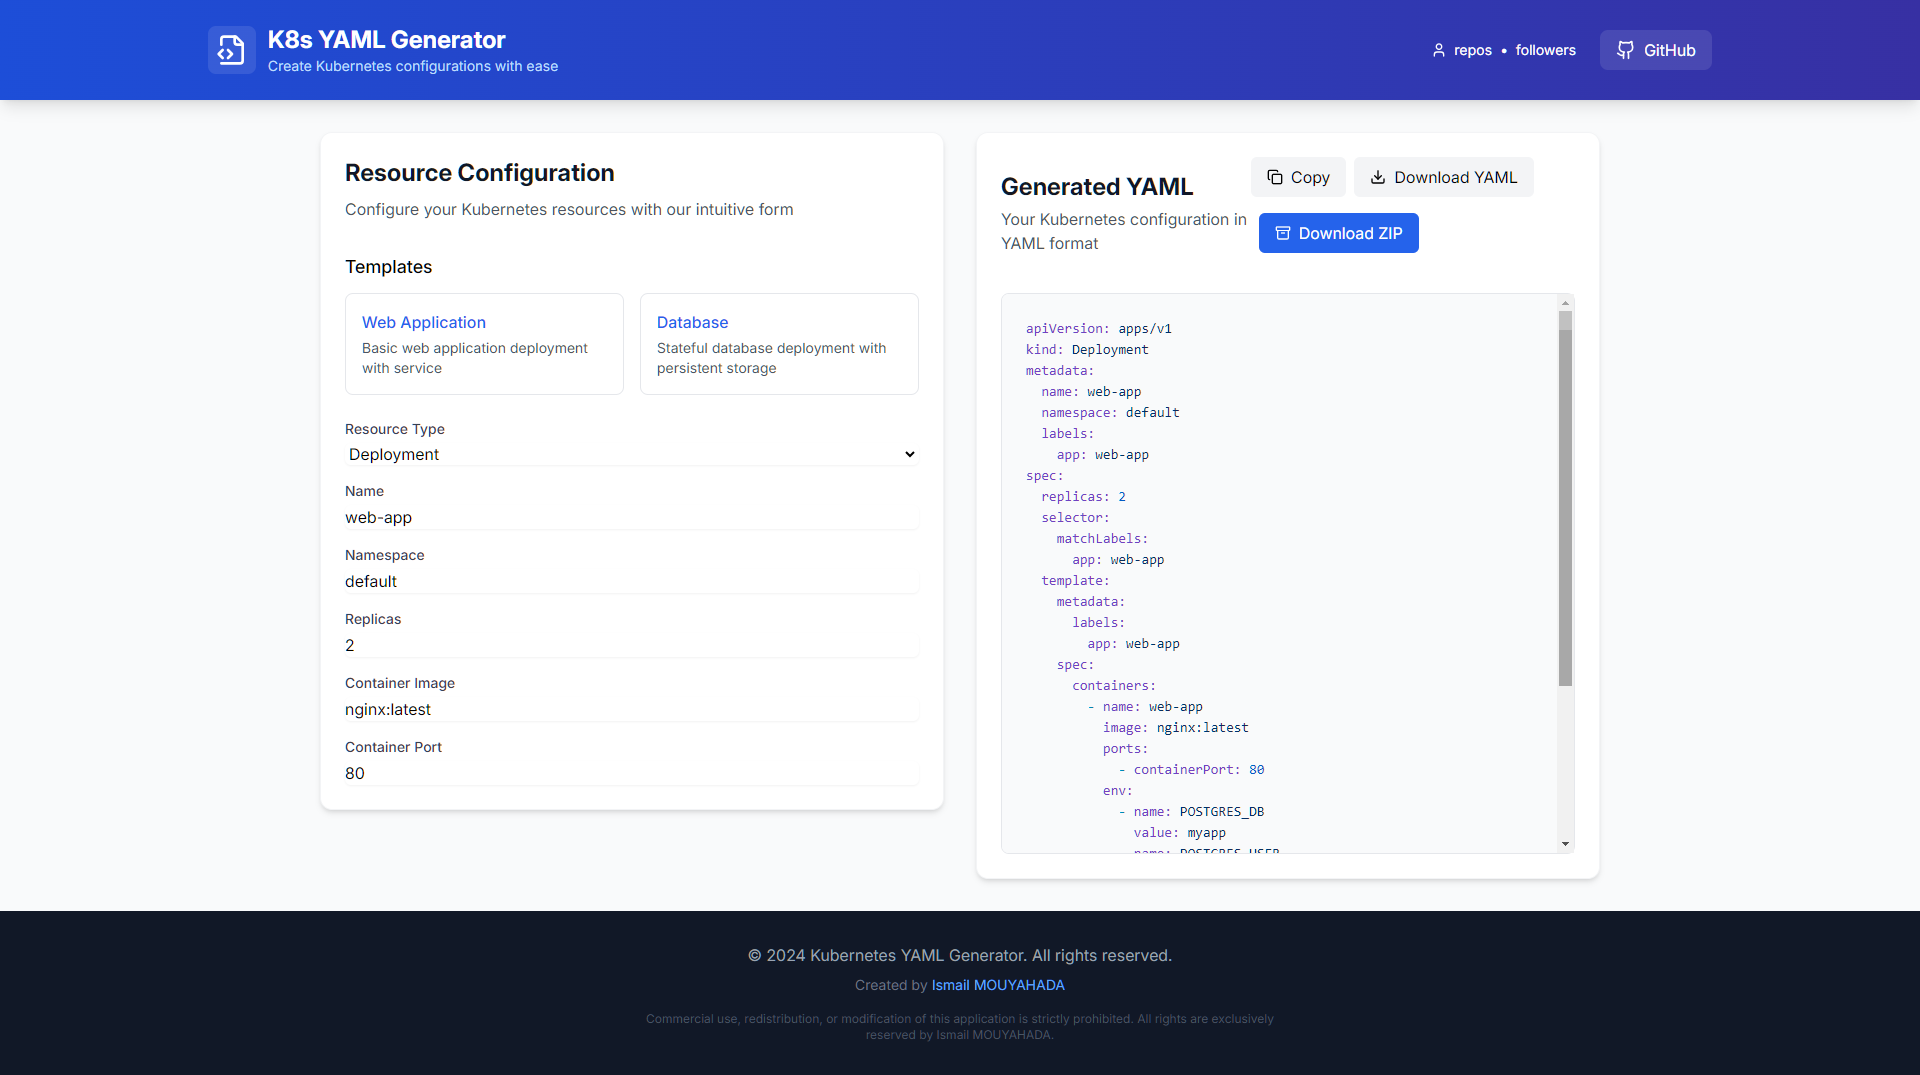 K8s YAML Generator
Create Kubernetes configurations with ease
repos • followers
GitHub
Resource Configuration
Configure your Kubernetes resources with our intuitive form
Templates
Web Application
Basic web application deployment
with service
Database
Stateful database deployment with
persistent storage
Resource Type
Deployment
Name
web-app
Namespace
default
Replicas
2
Container Image
nginx:latest
Container Port
80
Generated YAML
Your Kubernetes configuration in
YAML format
Copy
Download YAML
Download ZIP
apiVersion: apps/v1
kind: Deployment
metadata:
  name: web-app
  namespace: default
  labels:
    app: web-app
spec:
  replicas: 2
  selector:
    matchLabels:
      app: web-app
  template:
    metadata:
      labels:
        app: web-app
    spec:
      containers:
        - name: web-app
          image: nginx:latest
          ports:
            - containerPort: 80
          env:
            - name: POSTGRES_DB
              value: myapp
              name: POSTGRES_USER
© 2024 Kubernetes YAML Generator. All rights reserved.
Created by Ismail MOUYAHADA
Commercial use, redistribution, or modification of this application is strictly prohibited. All rights are exclusively
reserved by Ismail MOUYAHADA.